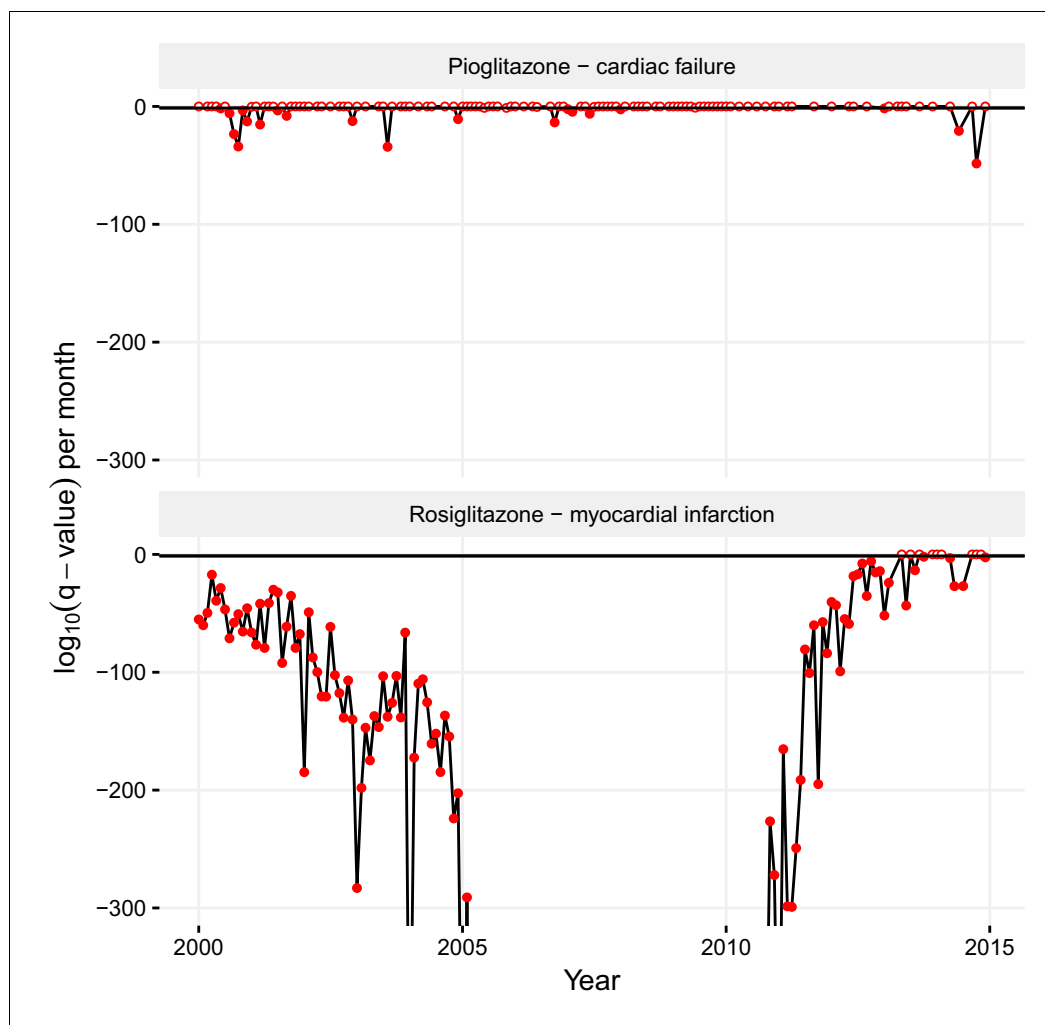 Pioglitazone − cardiac failure
0
−100
−200
−300
Rosiglitazone − myocardial infarction
0
−100
−200
−300
2000 2005 2010 2015
Year
log₁₀(q − value) per month